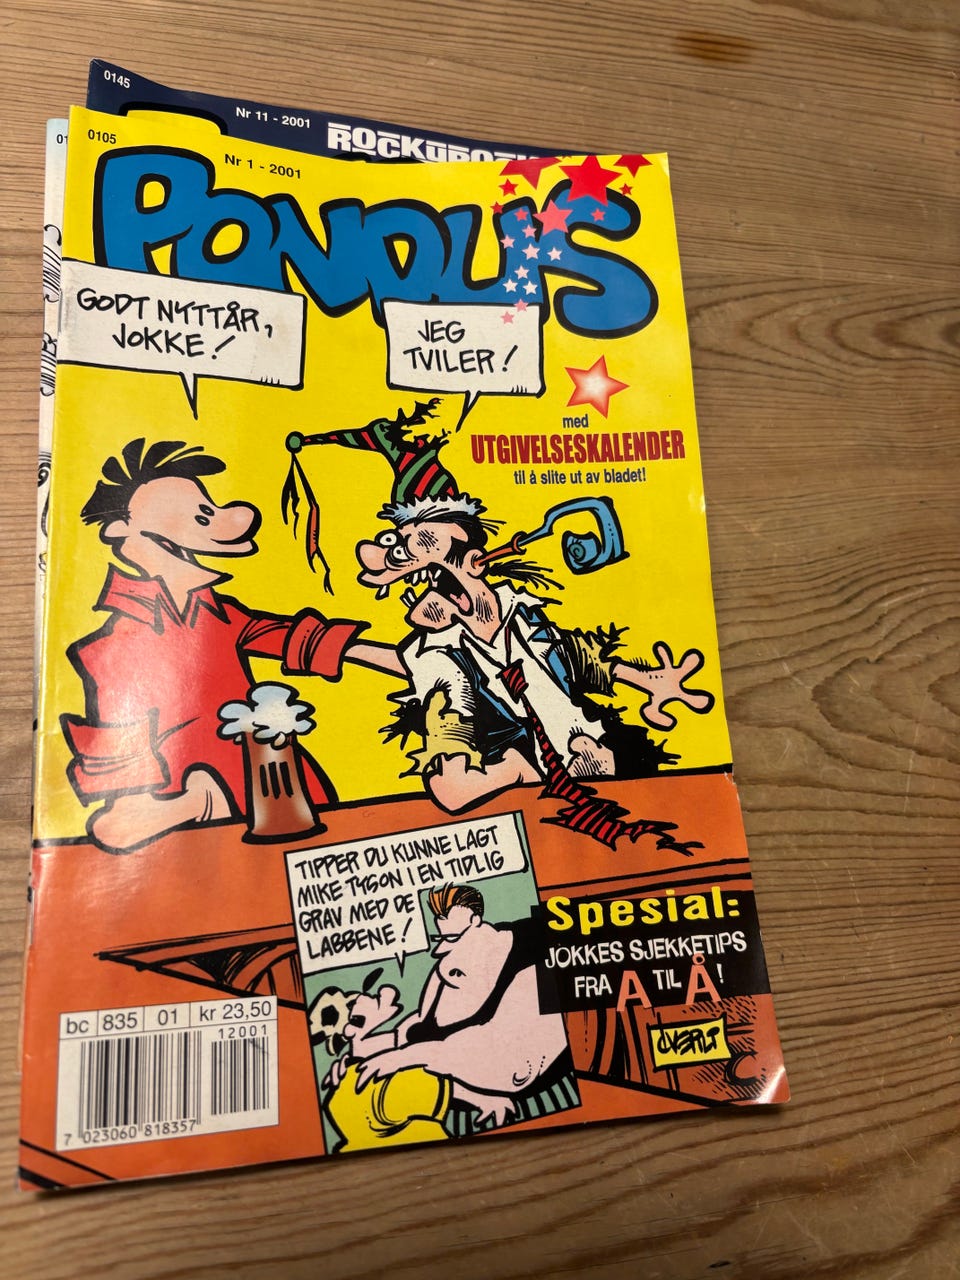 0145
Nr 11 - 2001
0105
Nr 1 - 2001
PONDUS
GODT NYTTÅR,
JOKKE!
JEG
TVILER!
med
UTGIVELSESKALENDER
til å slite ut av bladet!
TIPPER DU KUNNE LAGT
MIKE TYSON I EN TIDLIG
GRAV MED DE
LABBENE!
Spesial:
JOKKES SJEKKETIPS
FRA A TIL Å!
ØVERLI
bc 835 01 kr 23,50
12001
7 023060 818357